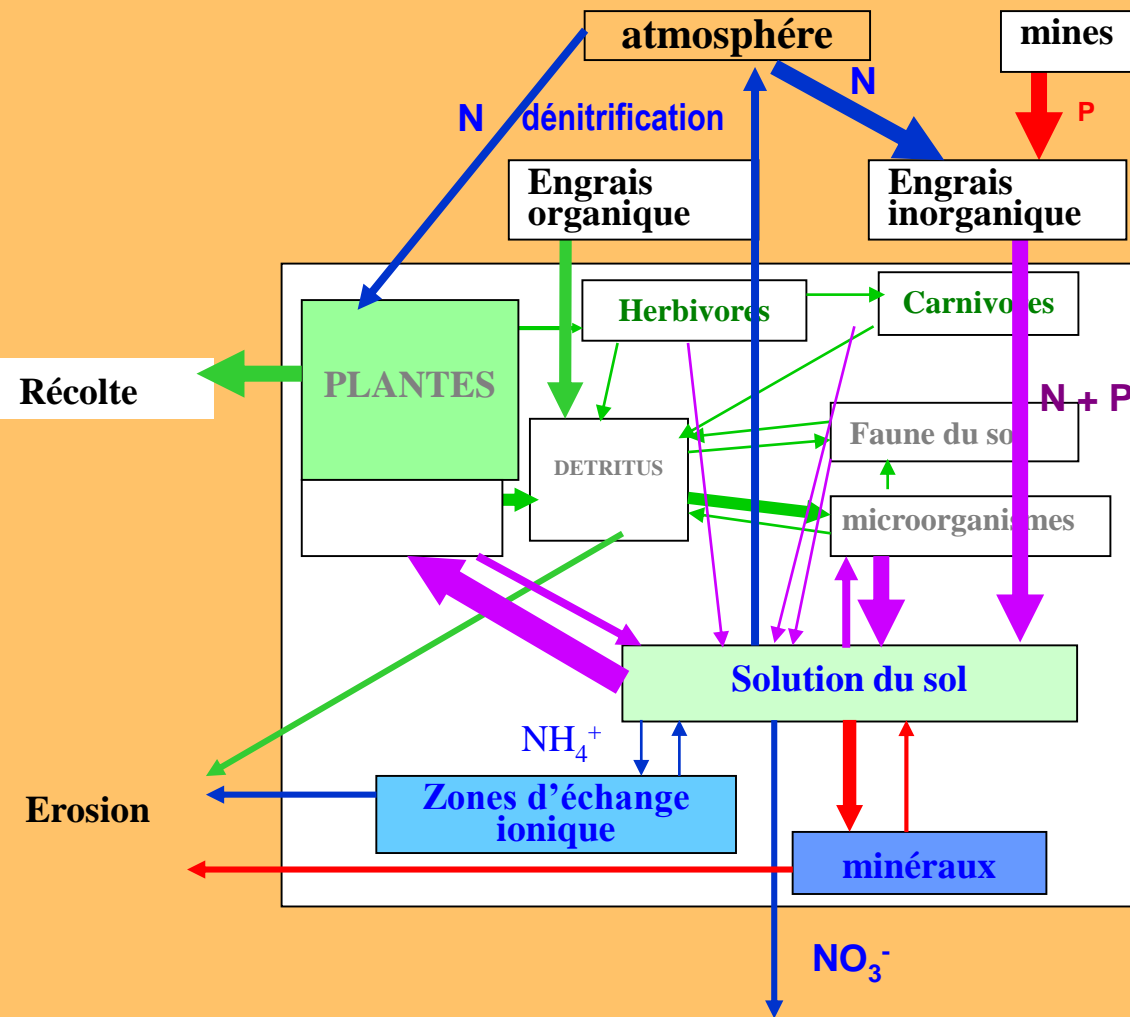 atmosphére
mines
N
P
N dénitrification
Engrais
organique
Engrais
inorganique
Herbivores
Carnivores
PLANTES
Récolte
N + P
Faune du sol
DETRITUS
microorganismes
Solution du sol
NH₄⁺
Zones d’échange
ionique
Erosion
minéraux
NO₃⁻